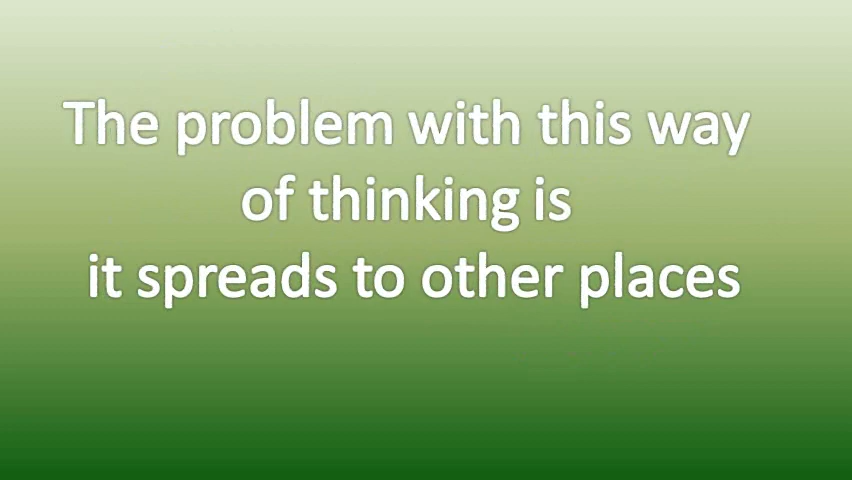 The problem with this way
of thinking is
it spreads to other places